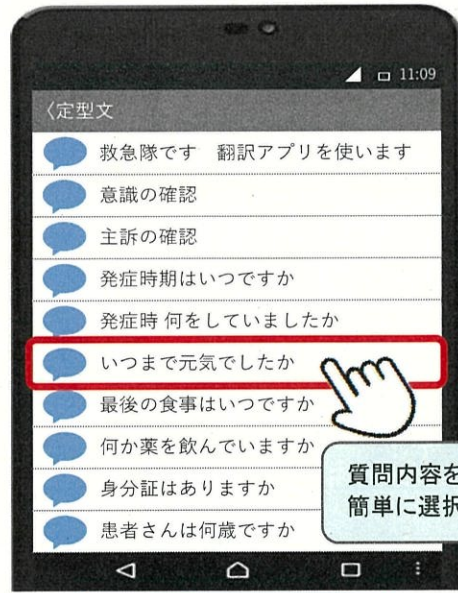 11:09
〈定型文
救急隊です 翻訳アプリを使います
意識の確認
主訴の確認
発症時期はいつですか
発症時 何をしていましたか
いつまで元気でしたか
最後の食事はいつですか
何か薬を飲んでいますか
身分証はありますか
患者さんは何歳ですか
質問内容を
簡単に選択